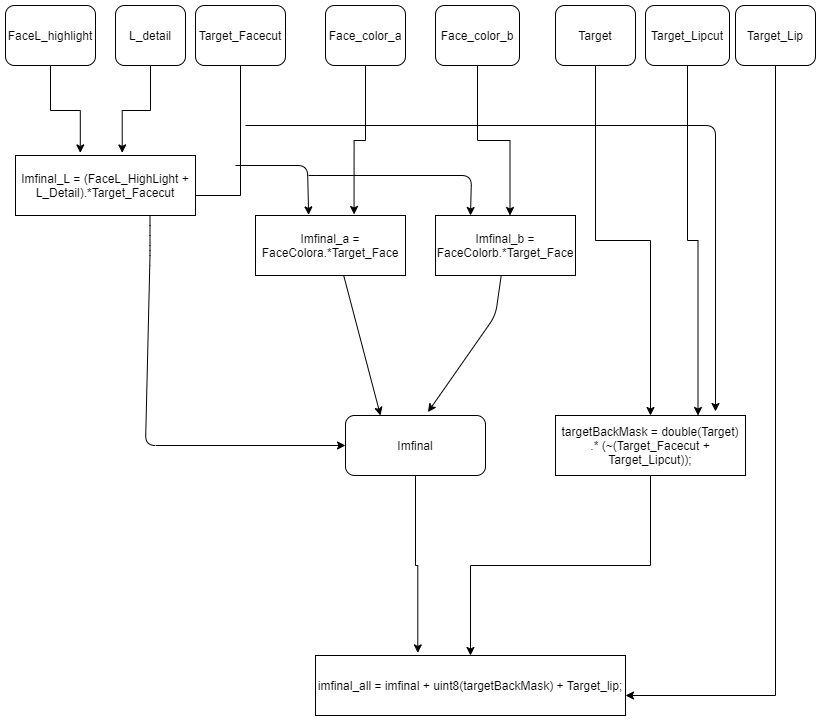 FaceL_highlight
L_detail
Target_Facecut
Face_color_a
Face_color_b
Target
Target_Lipcut
Target_Lip
Imfinal_L = (FaceL_HighLight +
L_Detail).*Target_Facecut
Imfinal_a =
FaceColora.*Target_Face
Imfinal_b =
FaceColorb.*Target_Face
Imfinal
targetBackMask = double(Target)
.* (~(Target_Facecut +
Target_Lipcut));
imfinal_all = imfinal + uint8(targetBackMask) + Target_lip;